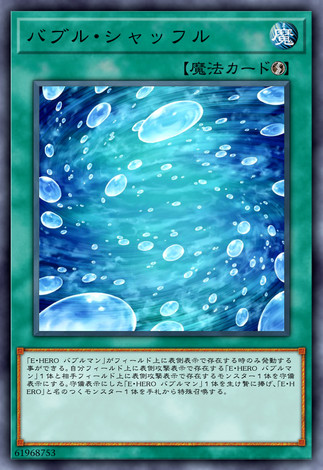 バブル・シャッフル
魔
【魔法カード】
「E・HERO バブルマン」がフィールド上に表側表示で存在する時のみ発動する
事ができる。自分フィールド上に表側攻撃表示で存在する「E・HERO バブル
マン」1体と相手フィールド上に表側攻撃表示で存在するモンスター1体を守備
表示にする。守備表示にした「E・HERO バブルマン」1体を生け贄に捧げ、「E・H
ERO」と名のつくモンスター1体を手札から特殊召喚する。
61968753